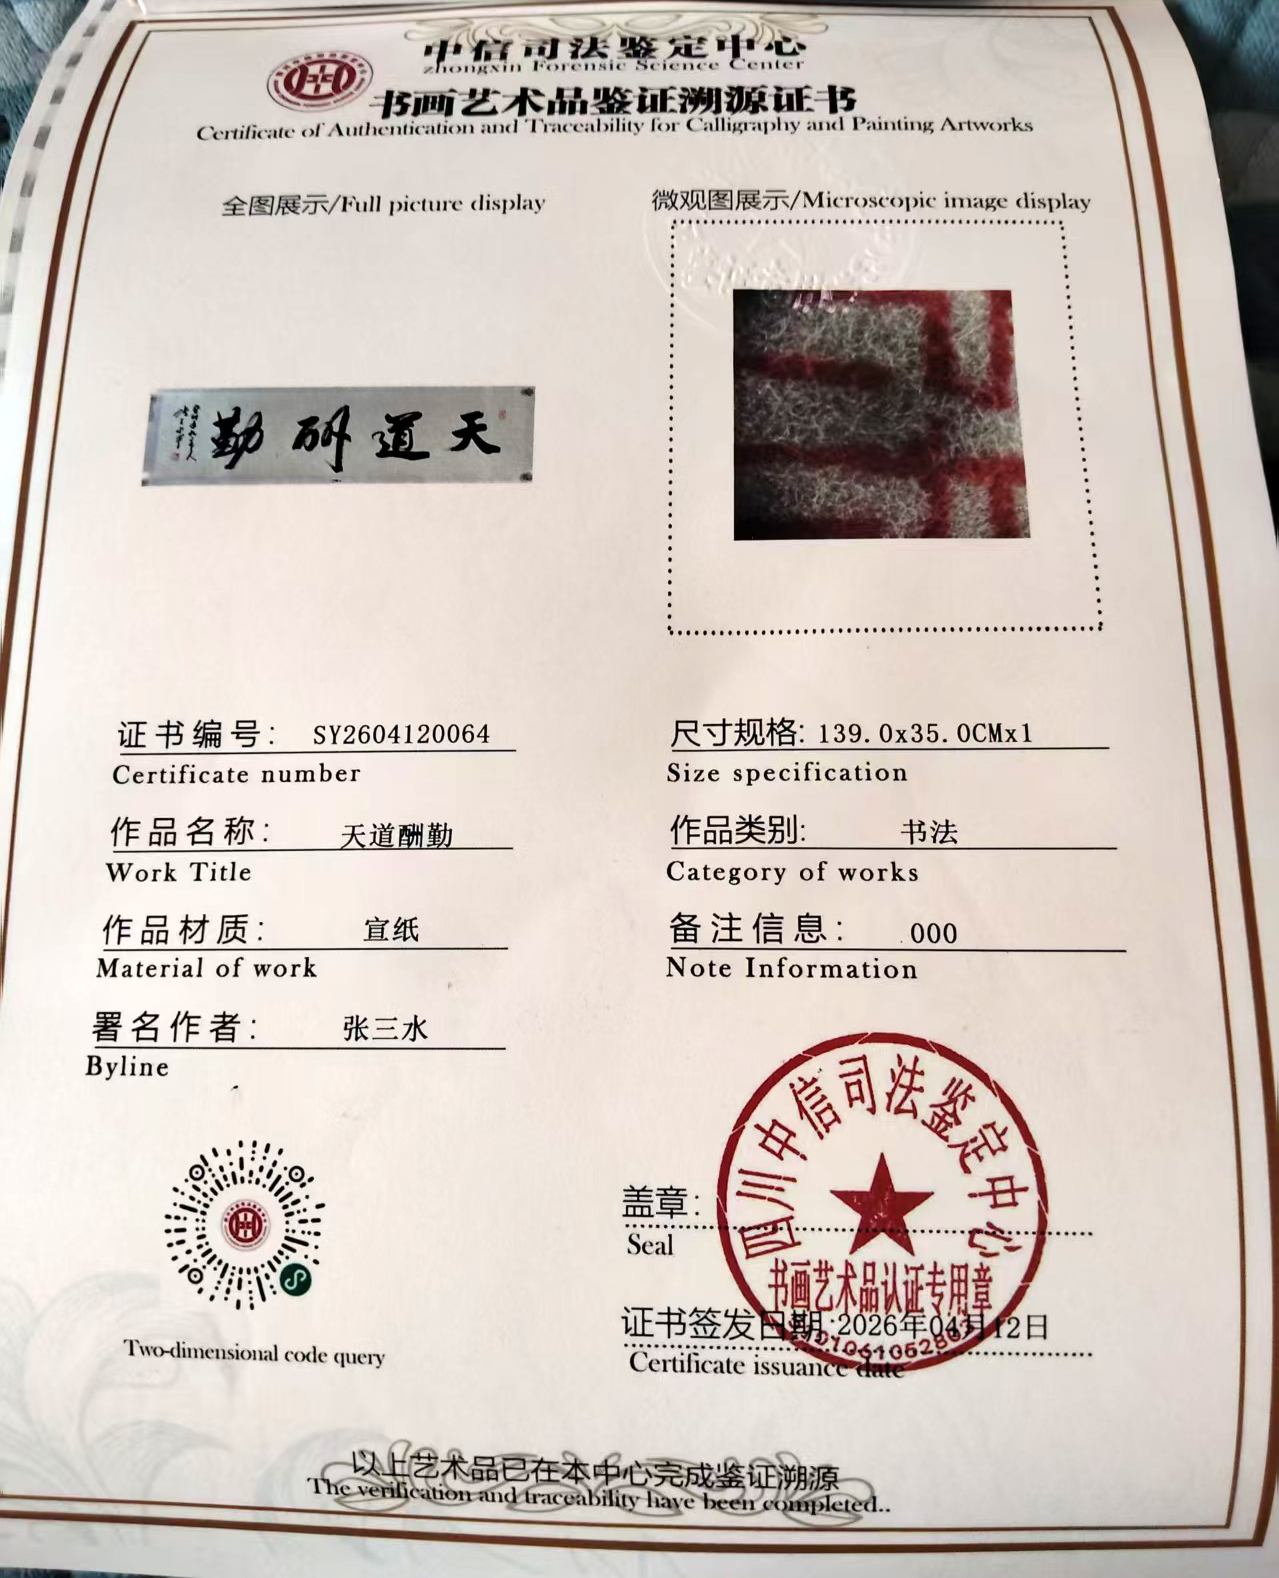 中信司法鉴定中心
zhongxin Forensic Science Center
书画艺术品鉴证溯源证书
Certificate of Authentication and Traceability for Calligraphy and Painting Artworks
全图展示/Full picture display
微观图展示/Microscopic image display
勤酬道天
证书编号: SY2604120064
Certificate number
尺寸规格: 139.0x35.0CMx1
Size specification
作品名称: 天道酬勤
Work Title
作品类别: 书法
Category of works
作品材质: 宣纸
Material of work
备注信息: 000
Note Information
署名作者: 张三水
Byline
四川中信司法鉴定中心
盖章:
Seal
书画艺术品认证专用章
证书签发日期:2026年04月12日
Certificate issuance date
Two-dimensional code query
以上艺术品已在本中心完成鉴证溯源
The verification and traceability have been completed..